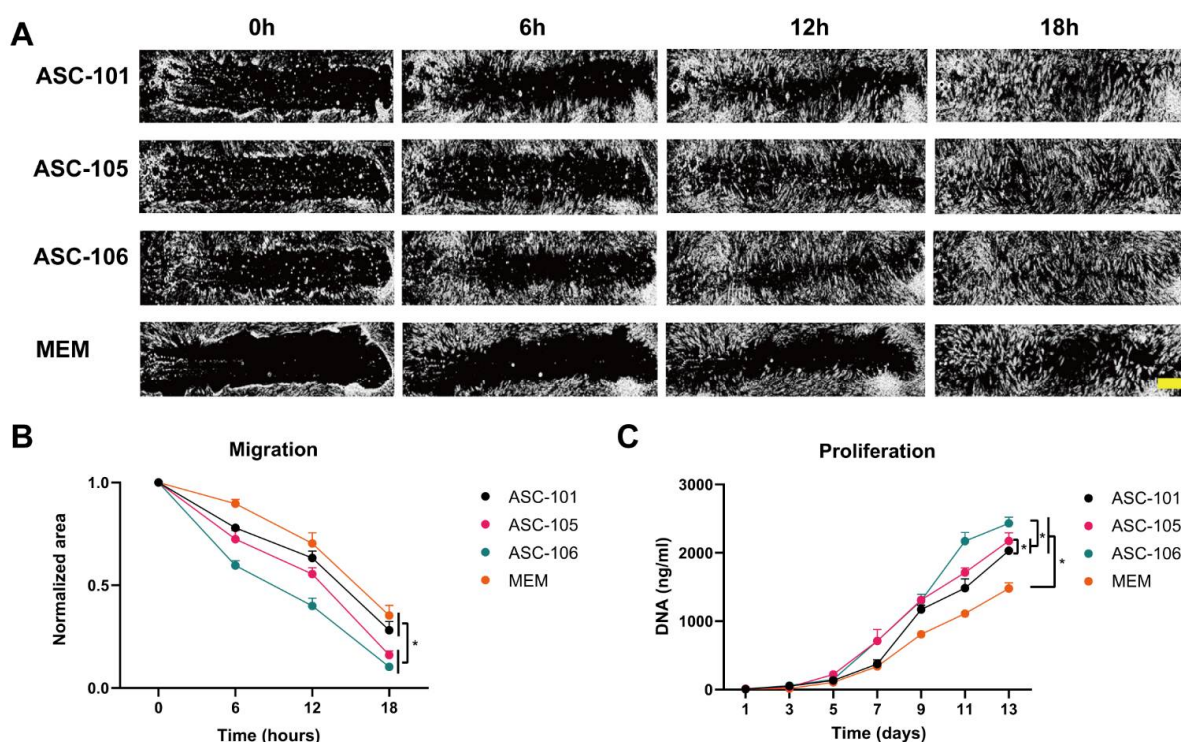 A
0h 6h 12h 18h
ASC-101
ASC-105
ASC-106
MEM
B
Migration
Normalized area
1.0
0.5
0.0
0 6 12 18
Time (hours)
ASC-101
ASC-105
ASC-106
MEM
*
C
Proliferation
DNA (ng/ml)
3000
2000
1000
0
1 3 5 7 9 11 13
Time (days)
ASC-101
ASC-105
ASC-106
MEM
* * *